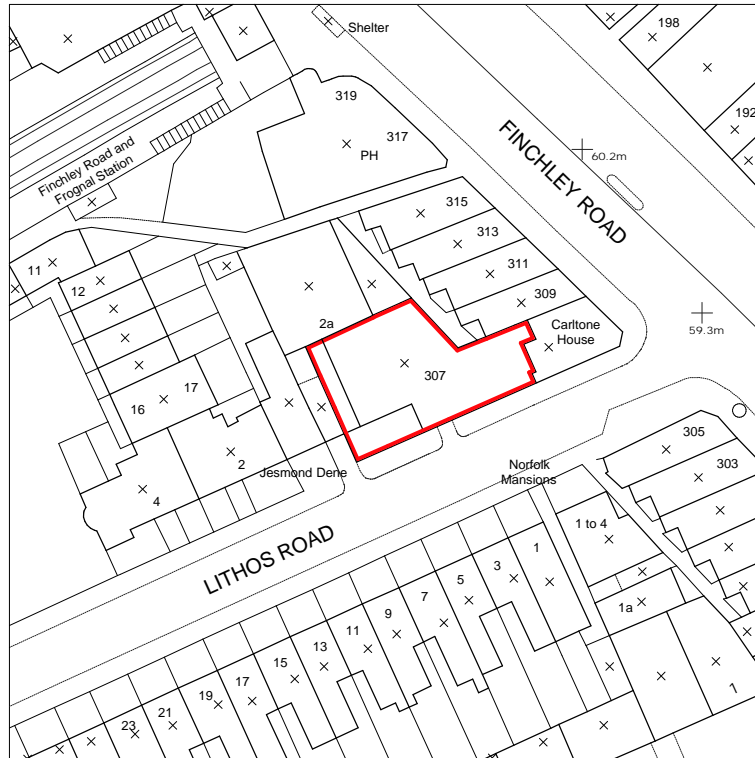 Shelter
198
192
319
317
PH
FINCHLEY ROAD
60.2m
Finchley Road and
Frognal Station
315
313
311
309
11
12
2a
Carltone
House
59.3m
307
17
16
2
4
Jesmond Dene
Norfolk
Mansions
305
303
LITHOS ROAD
1 to 4
1
3
5
7
9
11
13
15
17
19
21
23
1a
1